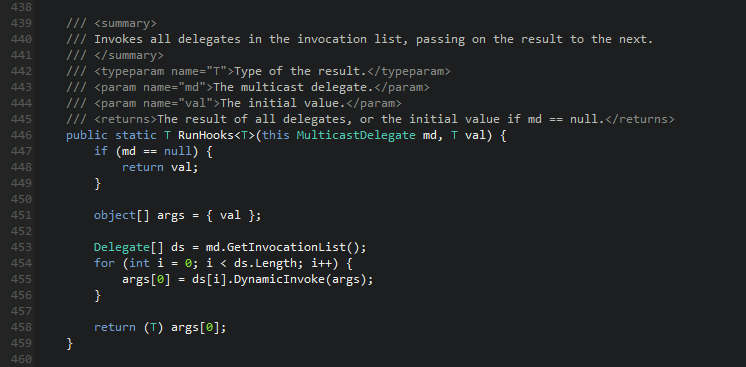 438
439 /// <summary>
440 /// Invokes all delegates in the invocation list, passing on the result to the next.
441 /// </summary>
442 /// <typeparam name="T">Type of the result.</typeparam>
443 /// <param name="md">The multicast delegate.</param>
444 /// <param name="val">The initial value.</param>
445 /// <returns>The result of all delegates, or the initial value if md == null.</returns>
446 public static T RunHooks<T>(this MulticastDelegate md, T val) {
447     if (md == null) {
448         return val;
449     }
450
451     object[] args = { val };
452
453     Delegate[] ds = md.GetInvocationList();
454     for (int i = 0; i < ds.Length; i++) {
455         args[0] = ds[i].DynamicInvoke(args);
456     }
457
458     return (T) args[0];
459 }
460